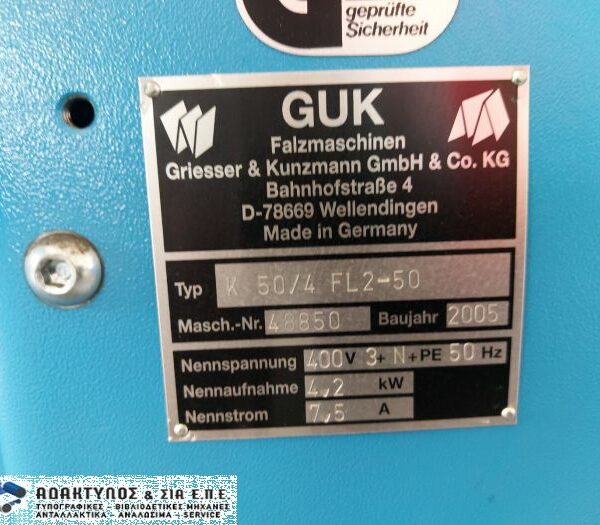 geprüfte
Sicherheit
GUK
Falzmaschinen
Griesser & Kunzmann GmbH & Co. KG
Bahnhofstraße 4
D-78669 Wellendingen
Made in Germany
Typ K 50/4 FL2-50
Masch.-Nr. 48850 Baujahr 2005
Nennspannung 400 V 3+ N+PE 50 Hz
Nennaufnahme 4,2 kW
Nennstrom 7,5 A
ΑΟΑΚΤΥΛΟΣ & ΣΙΑ Ε.Π.Ε.
ΤΥΠΟΓΡΑΦΙΚΕΣ - ΒΙΒΛΙΟΔΕΤΙΚΕΣ ΜΗΧΑΝΕΣ
ΑΝΤΑΛΛΑΚΤΙΚΑ - ΑΝΑΛΩΣΙΜΑ - SERVICE